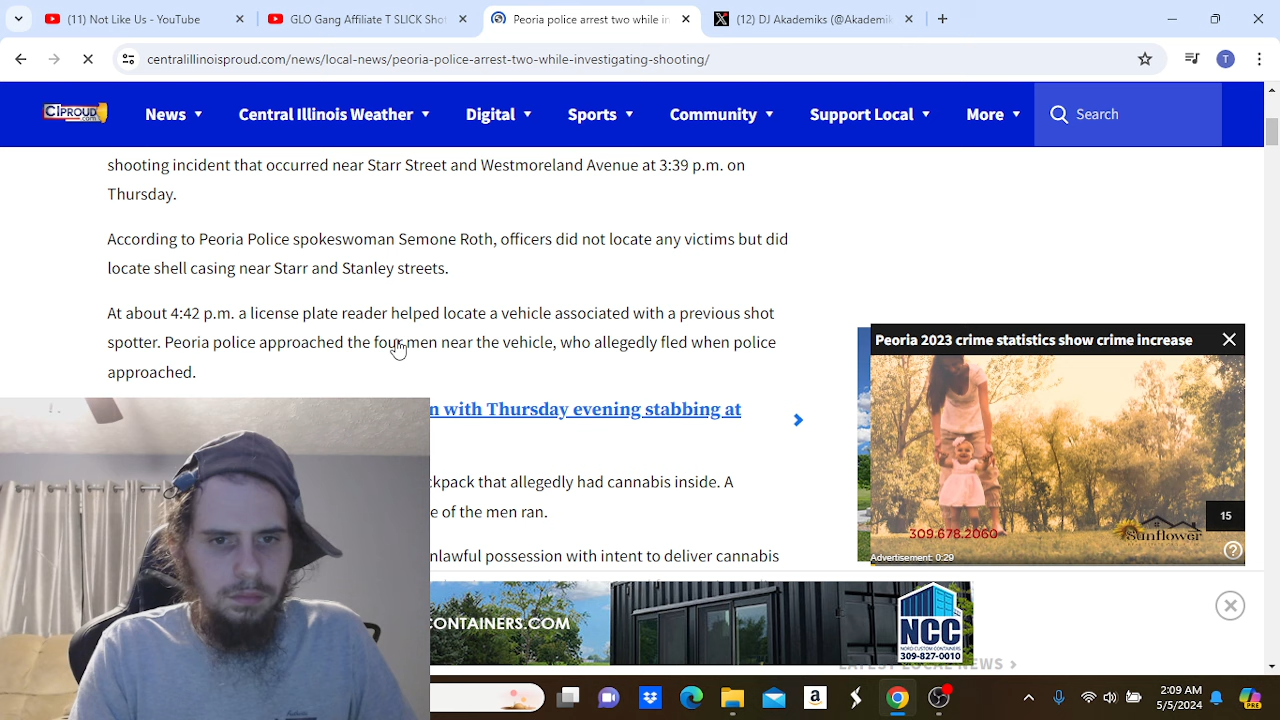 (11) Not Like Us - YouTube
GLO Gang Affiliate T SLICK Sho
Peoria police arrest two while in
(12) DJ Akademiks (@Akademik
centralillinoisproud.com/news/local-news/peoria-police-arrest-two-while-investigating-shooting/
T
CIPROUD.com
News
Central Illinois Weather
Digital
Sports
Community
Support Local
More
Search
shooting incident that occurred near Starr Street and Westmoreland Avenue at 3:39 p.m. on
Thursday.
According to Peoria Police spokeswoman Semone Roth, officers did not locate any victims but did
locate shell casing near Starr and Stanley streets.
At about 4:42 p.m. a license plate reader helped locate a vehicle associated with a previous shot
spotter. Peoria police approached the four men near the vehicle, who allegedly fled when police
approached.
n with Thursday evening stabbing at
ckpack that allegedly had cannabis inside. A
e of the men ran.
nlawful possession with intent to deliver cannabis
Peoria 2023 crime statistics show crime increase
309.678.2060
Sunflower
15
Advertisement: 0:29
CONTAINERS.COM
NCC
NORD CUSTOM CONTAINERS
309-827-0010
LATEST LOCAL NEWS >
2:09 AM
5/5/2024
PRE